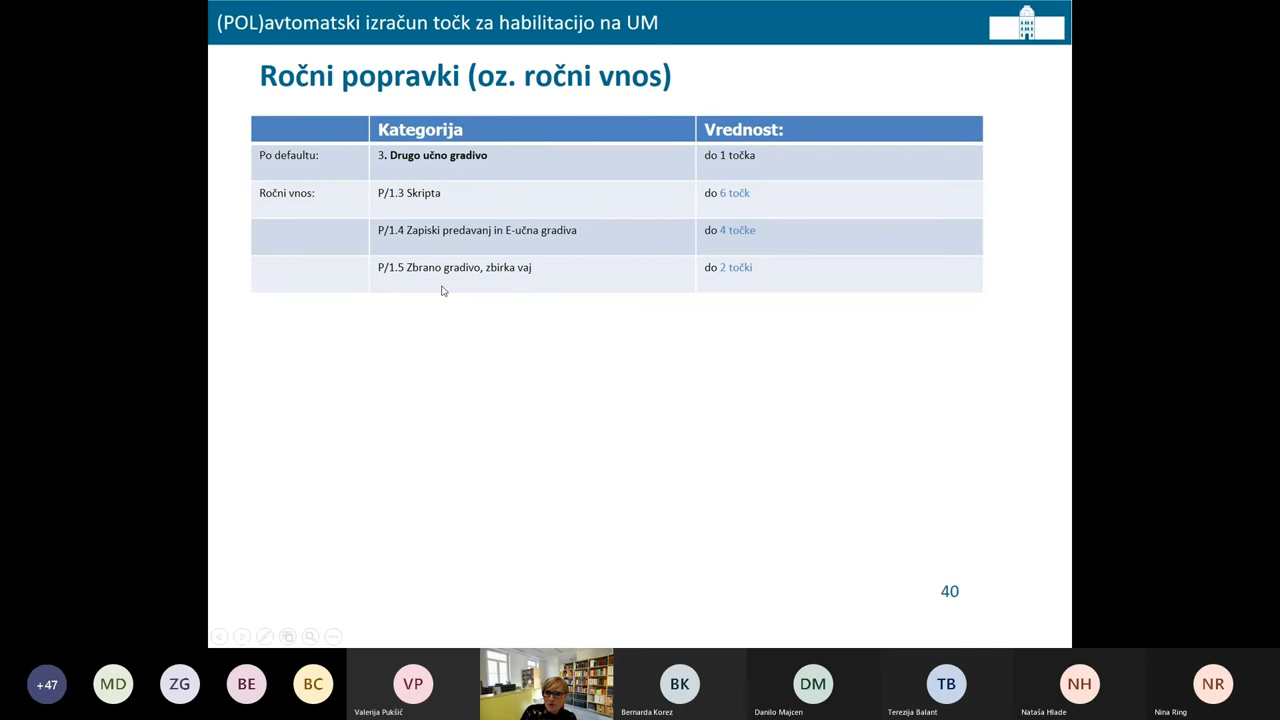 (POL)avtomatski izračun točk za habilitacijo na UM
Ročni popravki (oz. ročni vnos)
Kategorija Vrednost:
Po defaultu: 3. Drugo učno gradivo do 1 točka
Ročni vnos: P/1.3 Skripta do 6 točk
P/1.4 Zapiski predavanj in E-učna gradiva do 4 točke
P/1.5 Zbrano gradivo, zbirka vaj do 2 točki
40
+47 MD ZG BE BC VP BK DM TB NH NR
Valerija Pukšič Bernarda Korez Danilo Majcen Terezija Balant Nataša Hlade Nina Ring